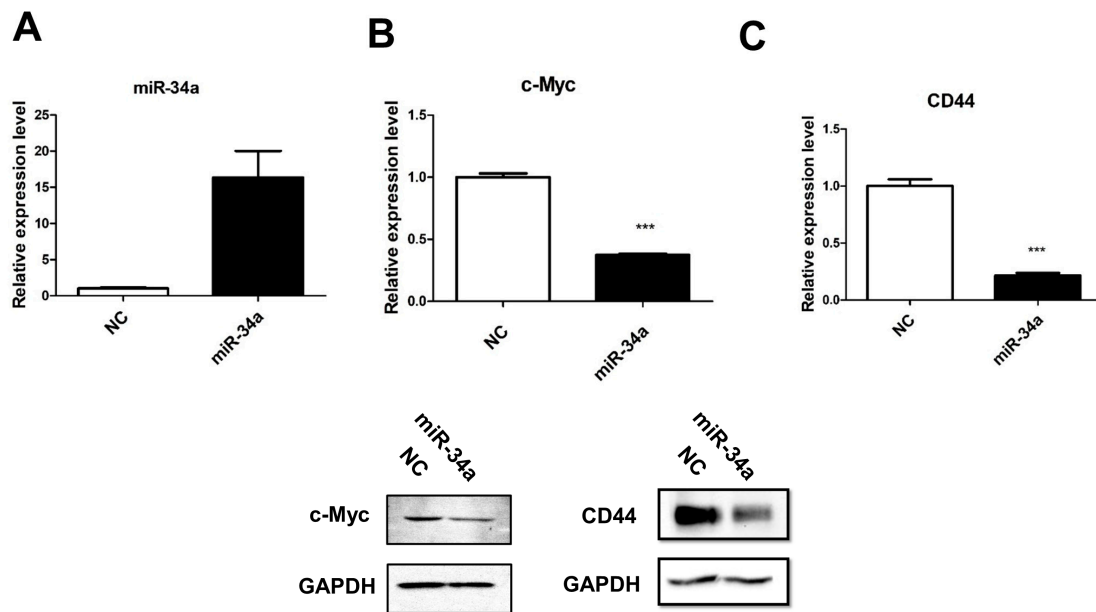 A
miR-34a
Relative expression level
25
20
15
10
5
0
NC
miR-34a
B
c-Myc
Relative expression level
1.5
1.0
0.5
0.0
***
NC
miR-34a
C
CD44
Relative expression level
1.5
1.0
0.5
0.0
***
NC
miR-34a
NC
miR-34a
c-Myc
GAPDH
NC
miR-34a
CD44
GAPDH